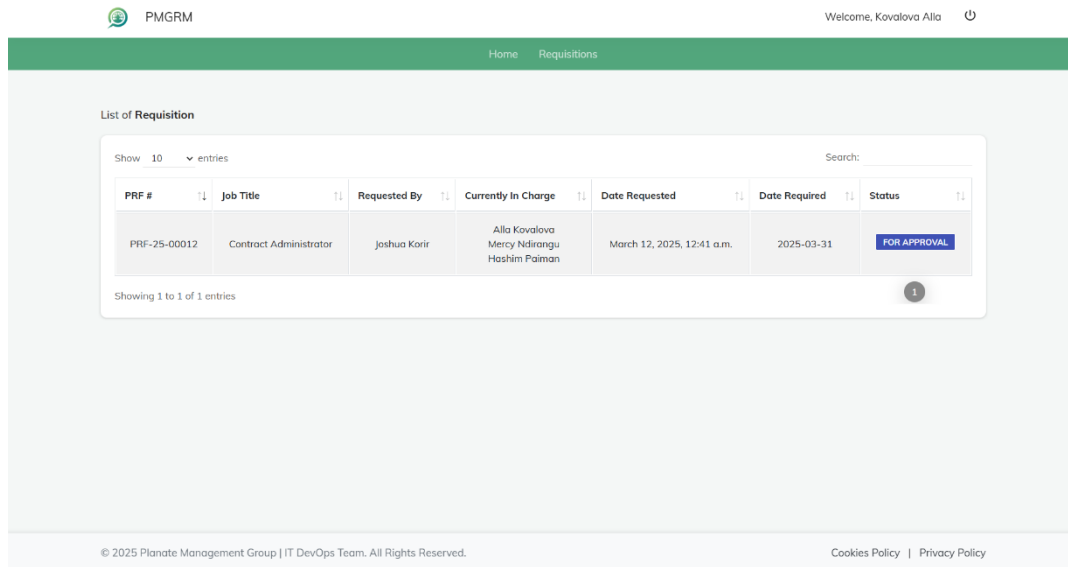 PMGRM
Welcome, Kovalova Alla
Home Requisitions
List of Requisition
Show 10 entries
Search:
PRF # Job Title Requested By Currently In Charge Date Requested Date Required Status
PRF-25-00012 Contract Administrator Joshua Korir
Alla Kovalova
Mercy Ndirangu
Hashim Paiman
March 12, 2025, 12:41 a.m. 2025-03-31 FOR APPROVAL
Showing 1 to 1 of 1 entries
1
© 2025 Planate Management Group | IT DevOps Team. All Rights Reserved.
Cookies Policy | Privacy Policy